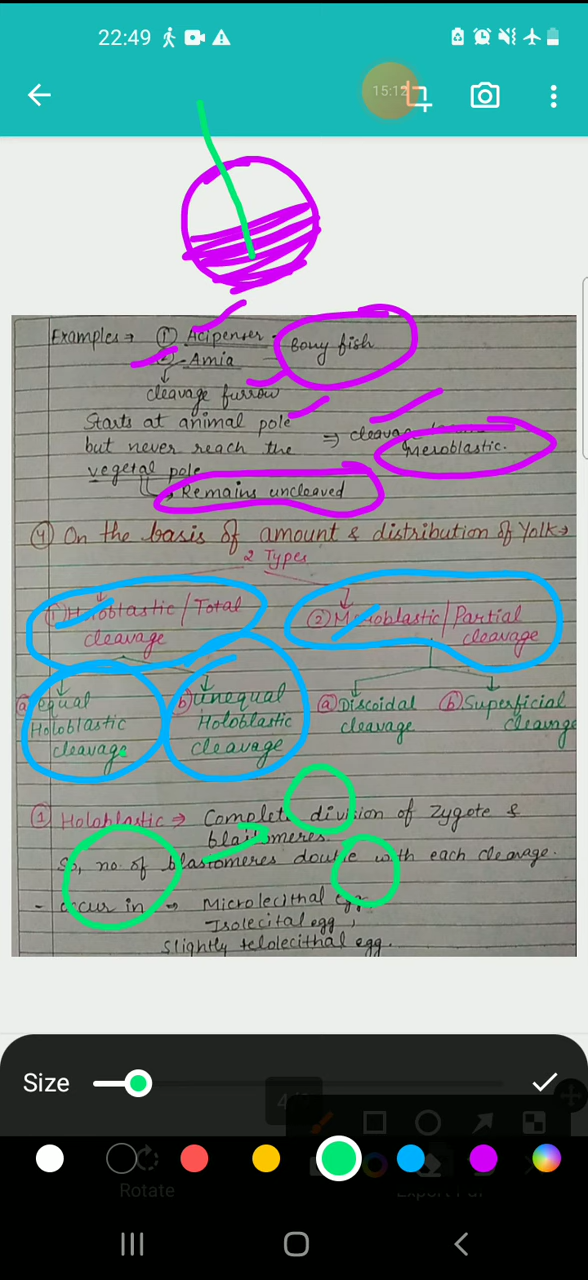 22:49
15:12
Examples → ① Acipenser - Bony fish
② - Amia
cleavage furrow
Starts at animal pole ⇒
but never reach the Meroblastic.
vegetal pole
→ Remains uncleaved
④ On the basis of amount & distribution of Yolk →
2 Types
① Holoblastic / Total cleavage
② Meroblastic / Partial cleavage
ⓐ equal Holoblastic cleavage
ⓑ unequal Holoblastic cleavage
ⓐ Discoidal cleavage
ⓑ Superficial cleavage
① Holoblastic ⇒ Complete division of Zygote &
blastomeres.
So, no. of blastomeres double with each cleavage.
- occur in → Microlecithal egg
Isolecital egg,
Slightly telolecithal egg.
Size
Rotate